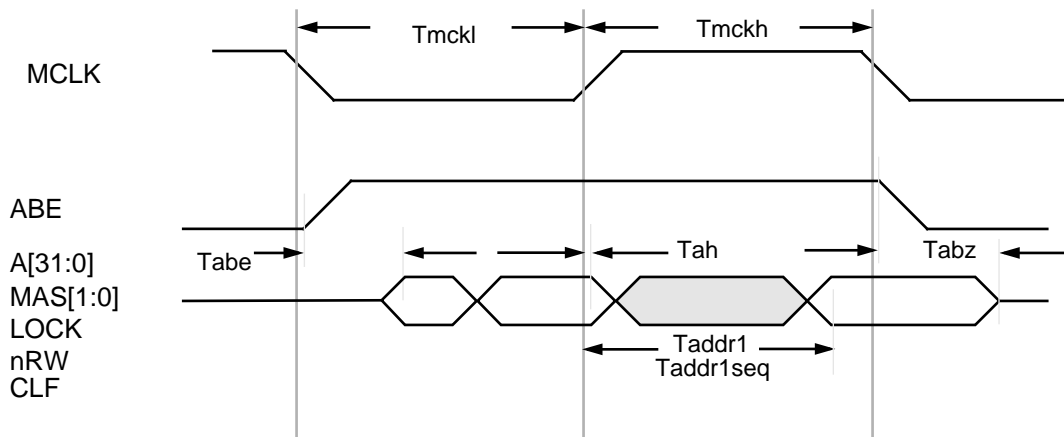 Tmckl
Tmckh
MCLK
ABE
A[31:0]
Tabe
Tah
Tabz
MAS[1:0]
LOCK
Taddr1
nRW
Taddr1seq
CLF